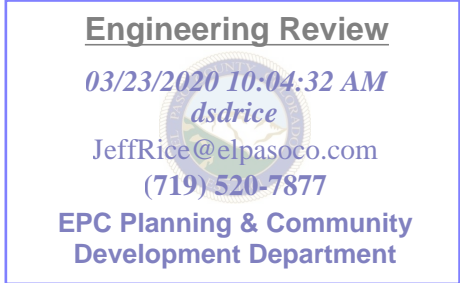 Engineering Review
03/23/2020 10:04:32 AM
dsdrice
JeffRice@elpasoco.com
(719) 520-7877
EPC Planning & Community
Development Department